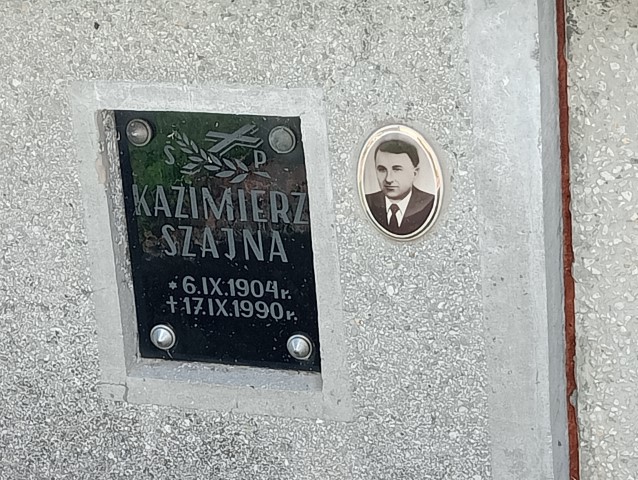 S P
KAZIMIERZ
SZAJNA
* 6.IX.1904r.
† 17.IX.1990r.